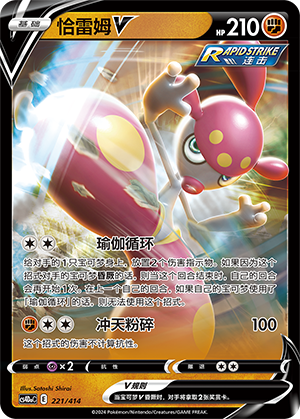 基础
恰雷姆V
HP 210
RAPID STRIKE
连击
瑜伽循环
给对手的1只宝可梦身上，放置2个伤害指示物。如果因为这个
招式对手的宝可梦昏厥的话，则当这个回合结束时，自己的回合
会再开始1次。在上一个自己的回合，如果自己的宝可梦使用了
「瑜伽循环」的话，则无法使用这个招式。
冲天粉碎 100
这个招式的伤害不计算抗性。
弱点 ×2 抗性 撤退
Illus. Satoshi Shirai
E 221/414
V规则
当宝可梦V昏厥时，对手将拿取2张奖赏卡。
©2024 Pokémon/Nintendo/Creatures/GAME FREAK.